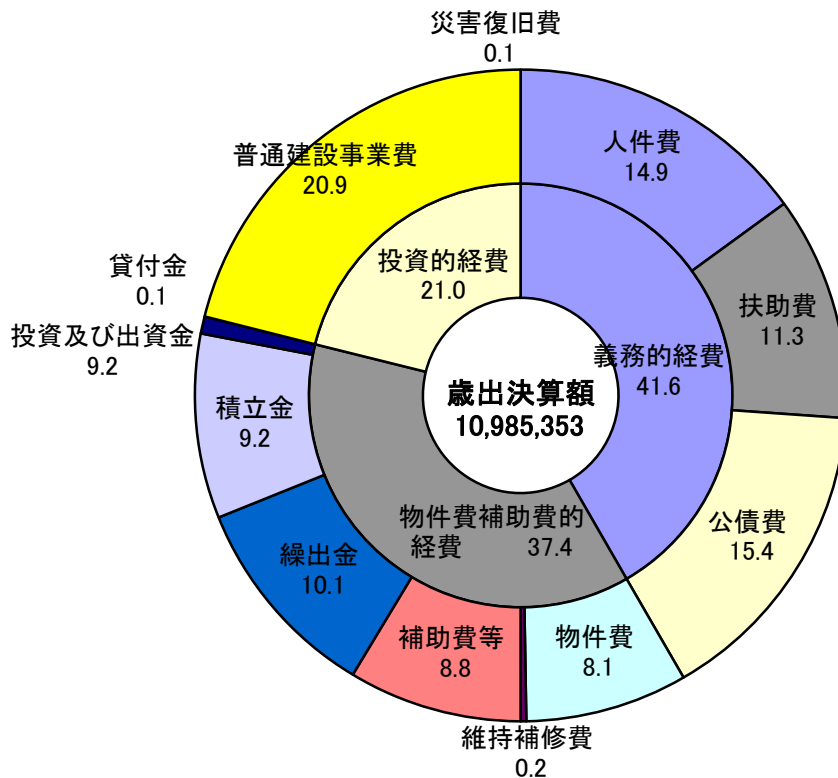 災害復旧費
0.1
人件費
14.9
普通建設事業費
20.9
投資的経費
21.0
貸付金
0.1
扶助費
11.3
投資及び出資金
9.2
義務的経費
41.6
歳出決算額
10,985,353
積立金
9.2
物件費補助費的
経費 37.4
公債費
15.4
繰出金
10.1
補助費等
8.8
物件費
8.1
維持補修費
0.2